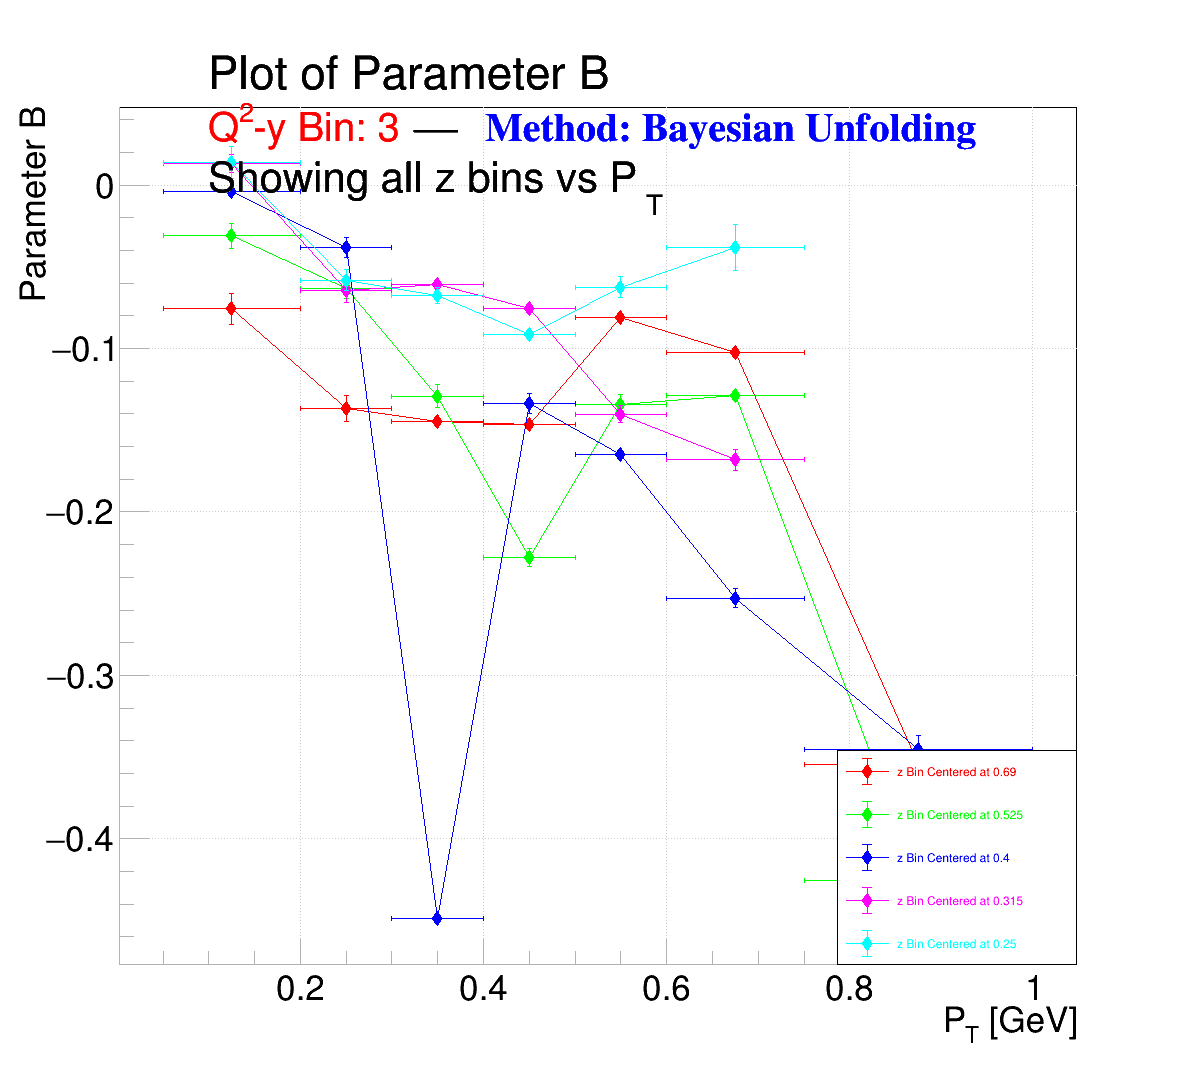 Plot of Parameter B
Q²-y Bin: 3 — Method: Bayesian Unfolding
Showing all z bins vs P_T
Parameter B
0
−0.1
−0.2
−0.3
−0.4
z Bin Centered at 0.69
z Bin Centered at 0.525
z Bin Centered at 0.4
z Bin Centered at 0.315
z Bin Centered at 0.25
0.2 0.4 0.6 0.8 1
P_T [GeV]